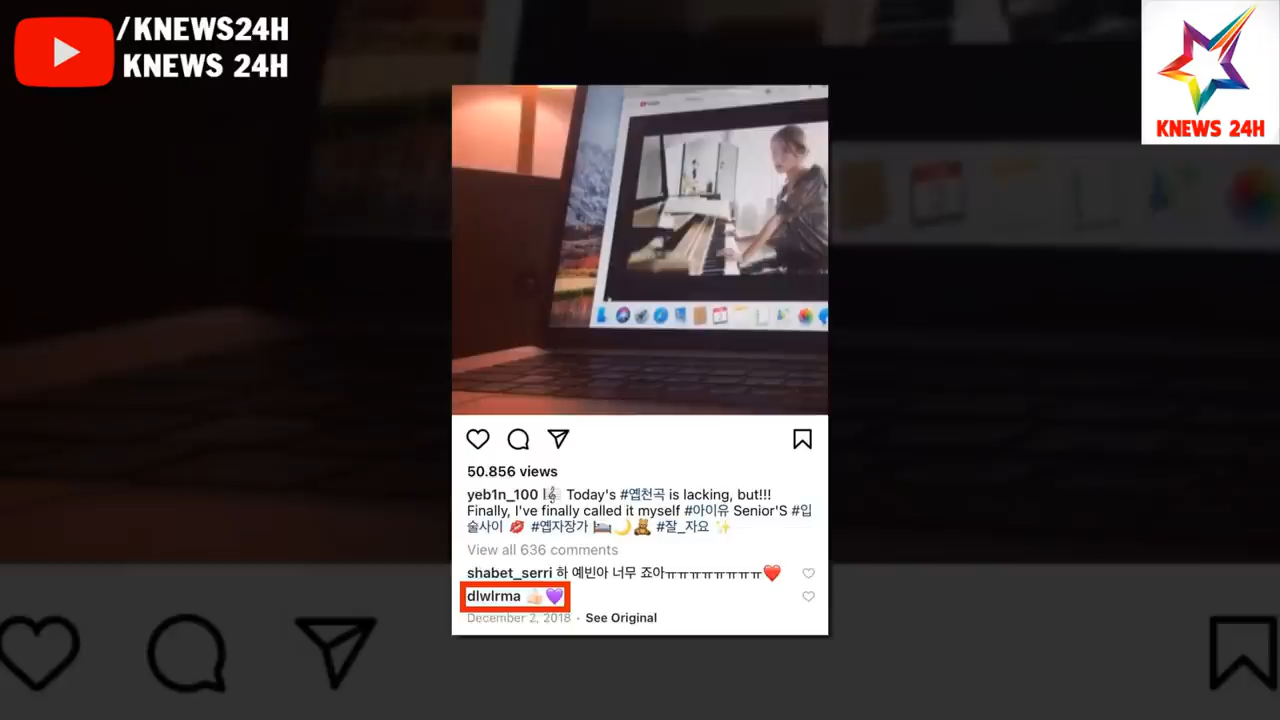 /KNEWS24H
KNEWS 24H
KNEWS 24H
50.856 views
yeb1n_100 🎼 Today's #옙천곡 is lacking, but!!!
Finally, I've finally called it myself #아이유 Senior'S #입
술사이 💋 #옙자장가 🛏️🌙🧸 #잘_자요 ✨
View all 636 comments
shabet_serri 하 예빈아 너무 죠아ㅠㅠㅠㅠㅠㅠㅠㅠ❤️
dlwlrma 👍🏻💜
December 2, 2018 · See Original